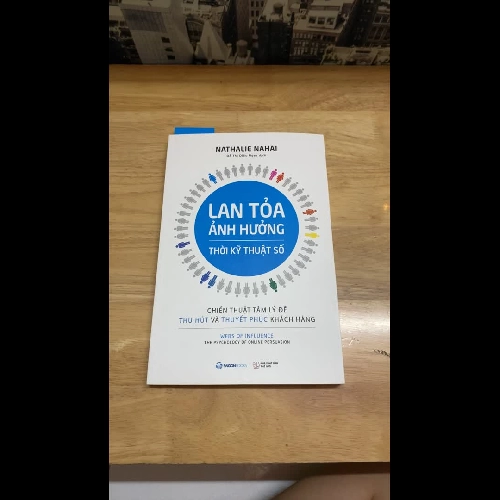 NATHALIE NAHAI
LAN TỎA
ẢNH HƯỞNG
THỜI KỸ THUẬT SỐ
CHIẾN THUẬT TÂM LÝ ĐỂ
THU HÚT VÀ THUYẾT PHỤC KHÁCH HÀNG
WEBS OF INFLUENCE
THE PSYCHOLOGY OF ONLINE PERSUASION